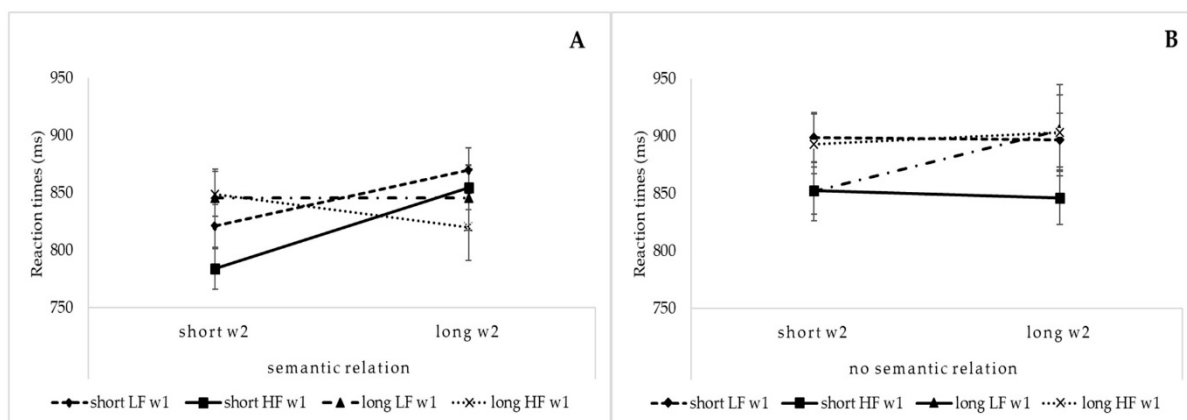 A
Reaction times (ms)
950
900
850
800
750
short w2
long w2
semantic relation
short LF w1
short HF w1
long LF w1
long HF w1
B
Reaction times (ms)
950
900
850
800
750
short w2
long w2
no semantic relation
short LF w1
short HF w1
long LF w1
long HF w1